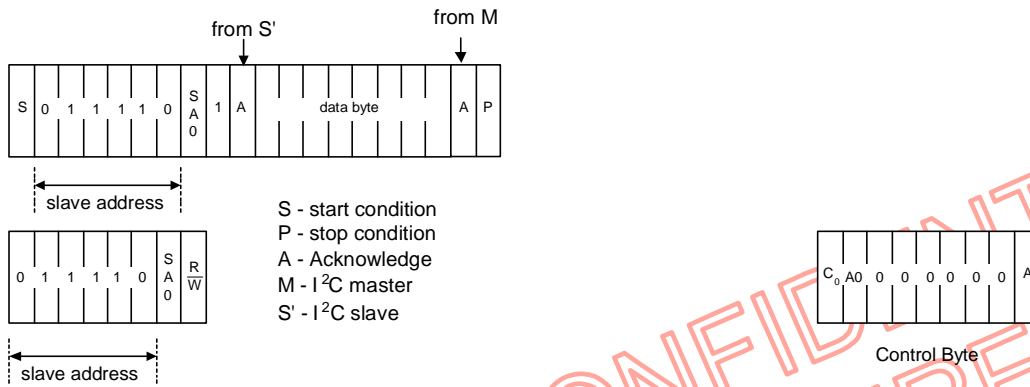 from S'
from M
S 0 1 1 1 1 0 SA0 1 A data byte A P
slave address
S - start condition
P - stop condition
A - Acknowledge
M - I²C master
S' - I²C slave
0 1 1 1 1 0 SA0 R/W̅
slave address
C₀ A0 0 0 0 0 0 0 A
Control Byte